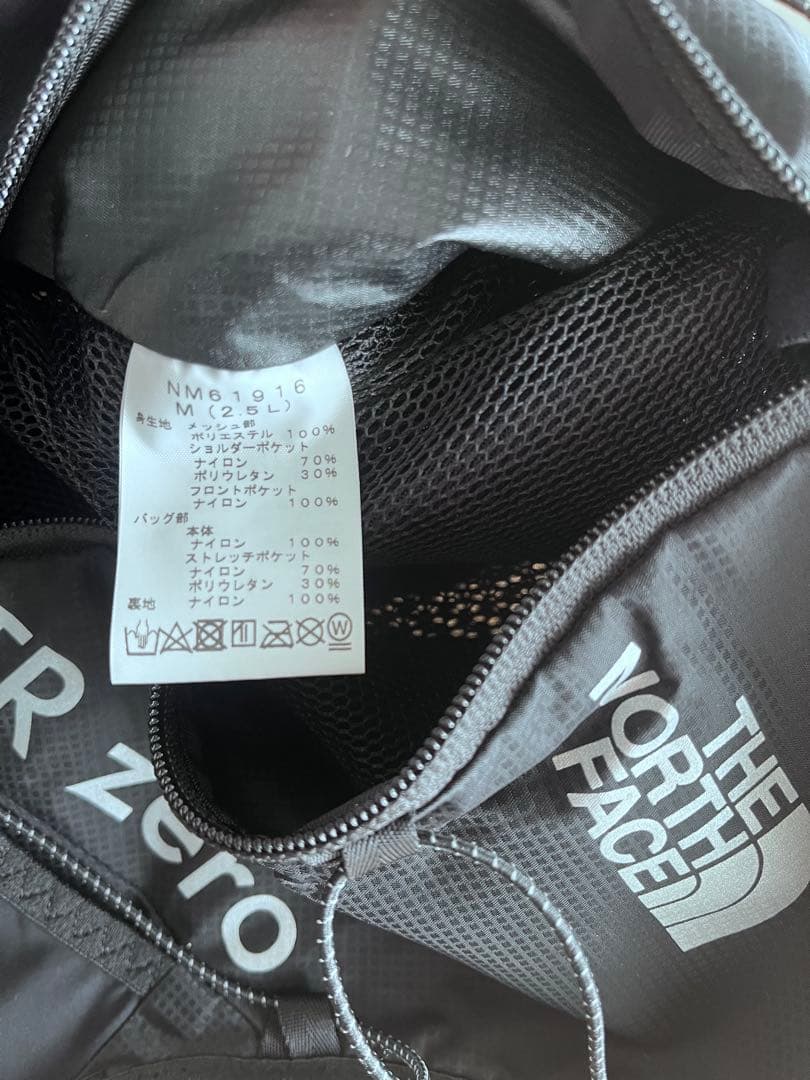 NM61916
M (2.5L)
身生地 メッシュ部
ポリエステル 100%
ショルダーポケット
ナイロン 70%
ポリウレタン 30%
フロントポケット
ナイロン 100%
バッグ部
本体
ナイロン 100%
ストレッチポケット
ナイロン 70%
ポリウレタン 30%
裏地 ナイロン 100%
W
TR
zero
THE
NORTH
FACE